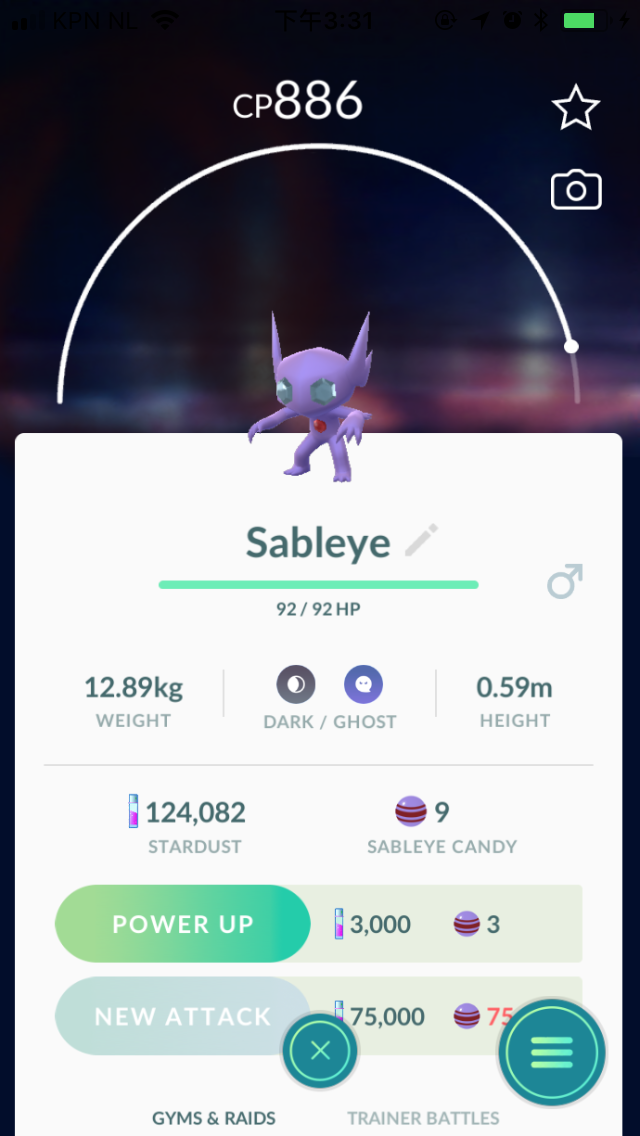 KPN NL 下午3:31
CP886
Sableye
92 / 92 HP
12.89kg 0.59m
WEIGHT DARK / GHOST HEIGHT
124,082 9
STARDUST SABLEYE CANDY
POWER UP 3,000 3
NEW ATTACK 75,000 75
GYMS & RAIDS TRAINER BATTLES